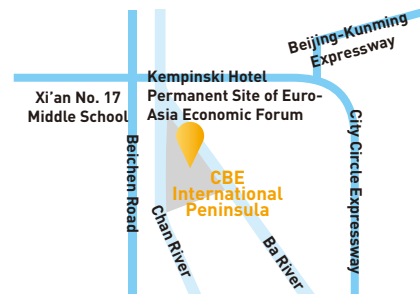 Beijing-Kunming
Expressway
Kempinski Hotel
Permanent Site of Euro-
Asia Economic Forum
Xi'an No. 17
Middle School
Beichen Road
CBE
International
Peninsula
City Circle Expressway
Chan River
Ba River